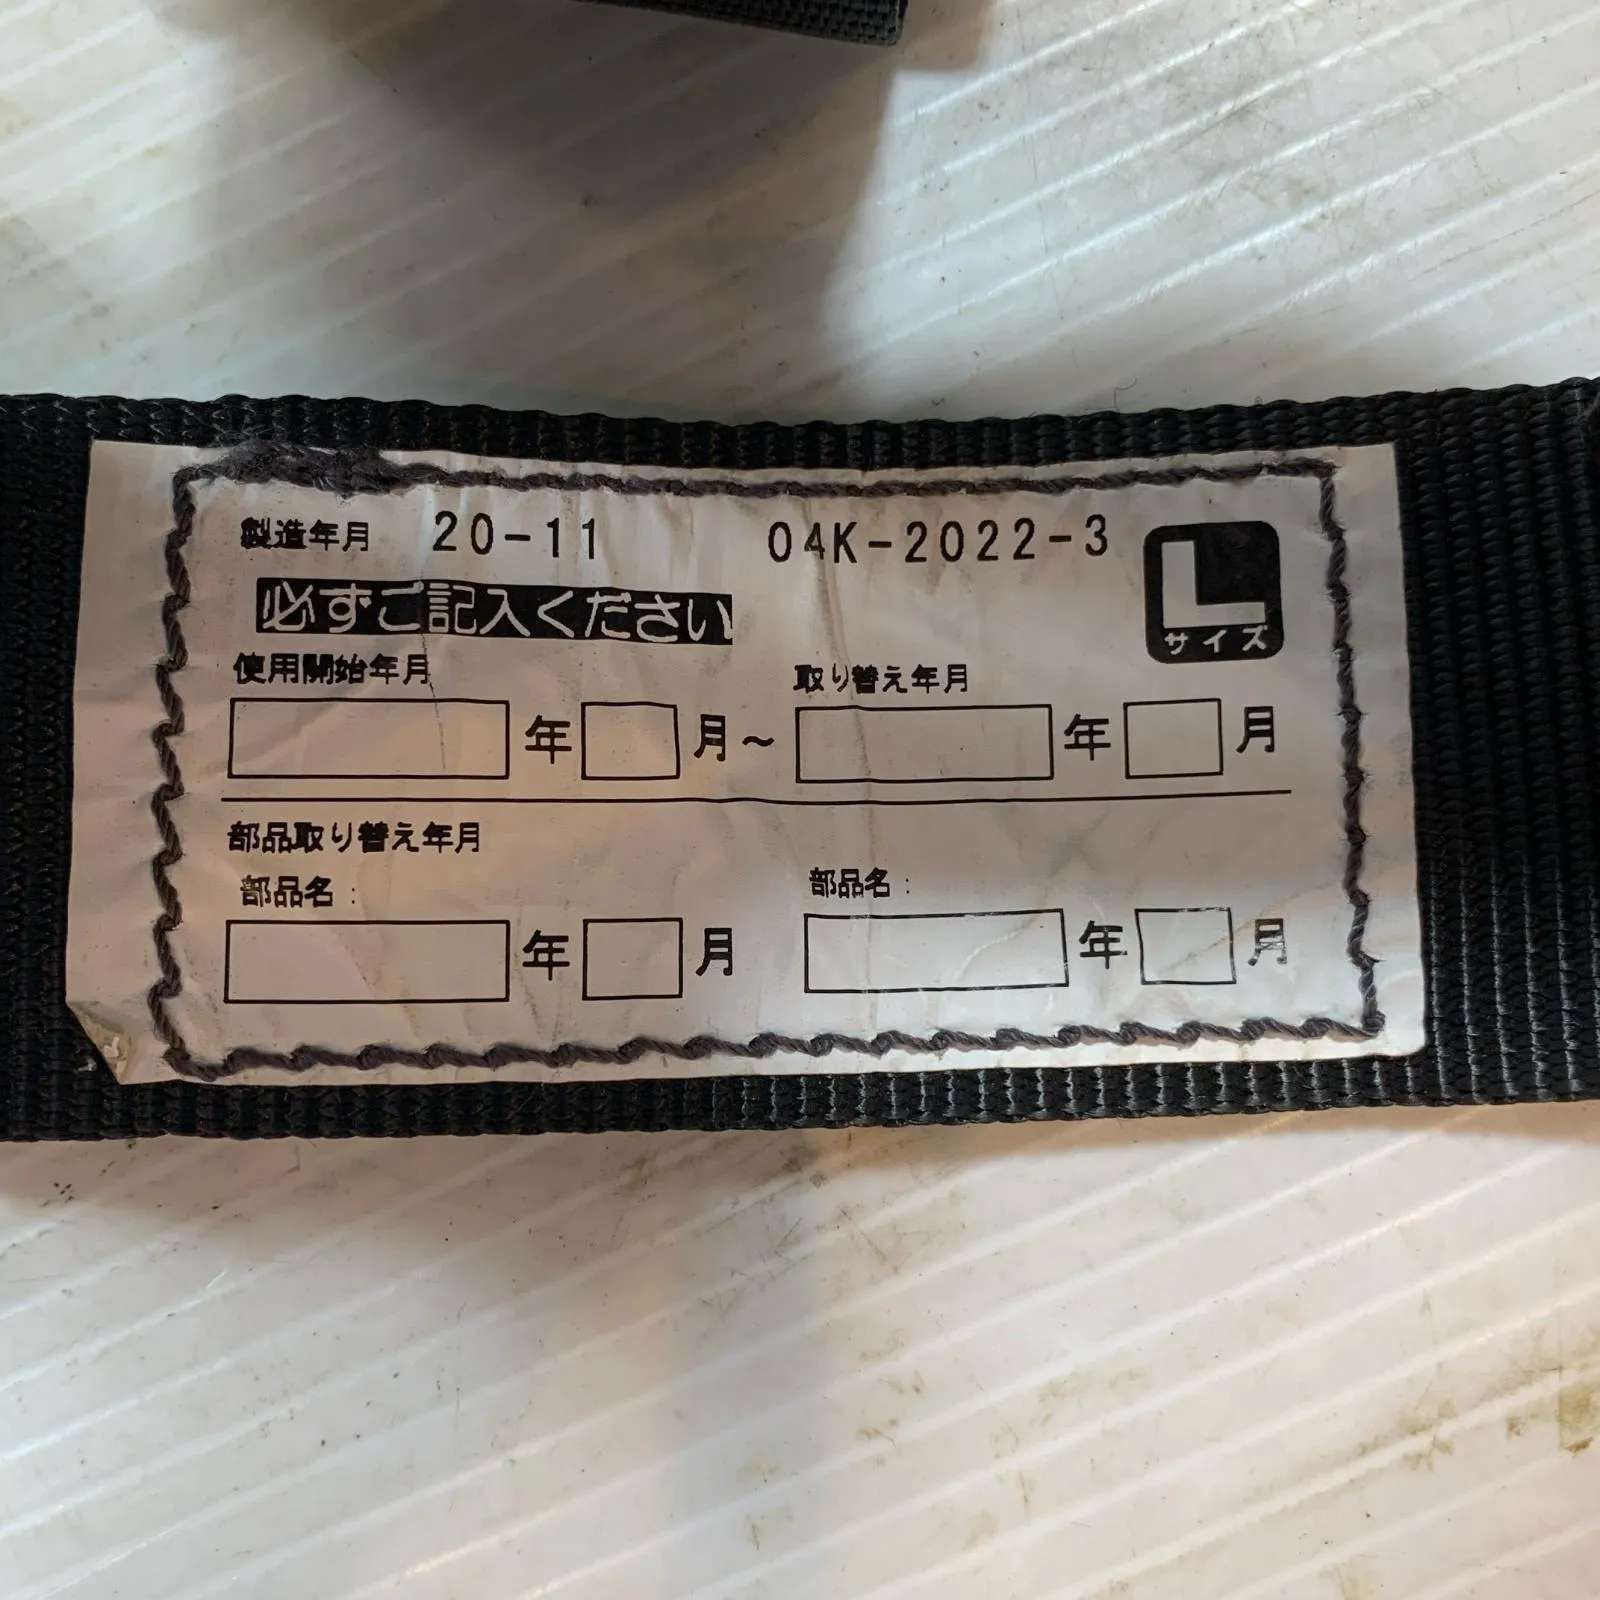 製造年月 20-11 04K-2022-3 L
必ずご記入ください サイズ
使用開始年月 取り替え年月
年 月～ 年 月
部品取り替え年月
部品名： 部品名：
年 月 年 月